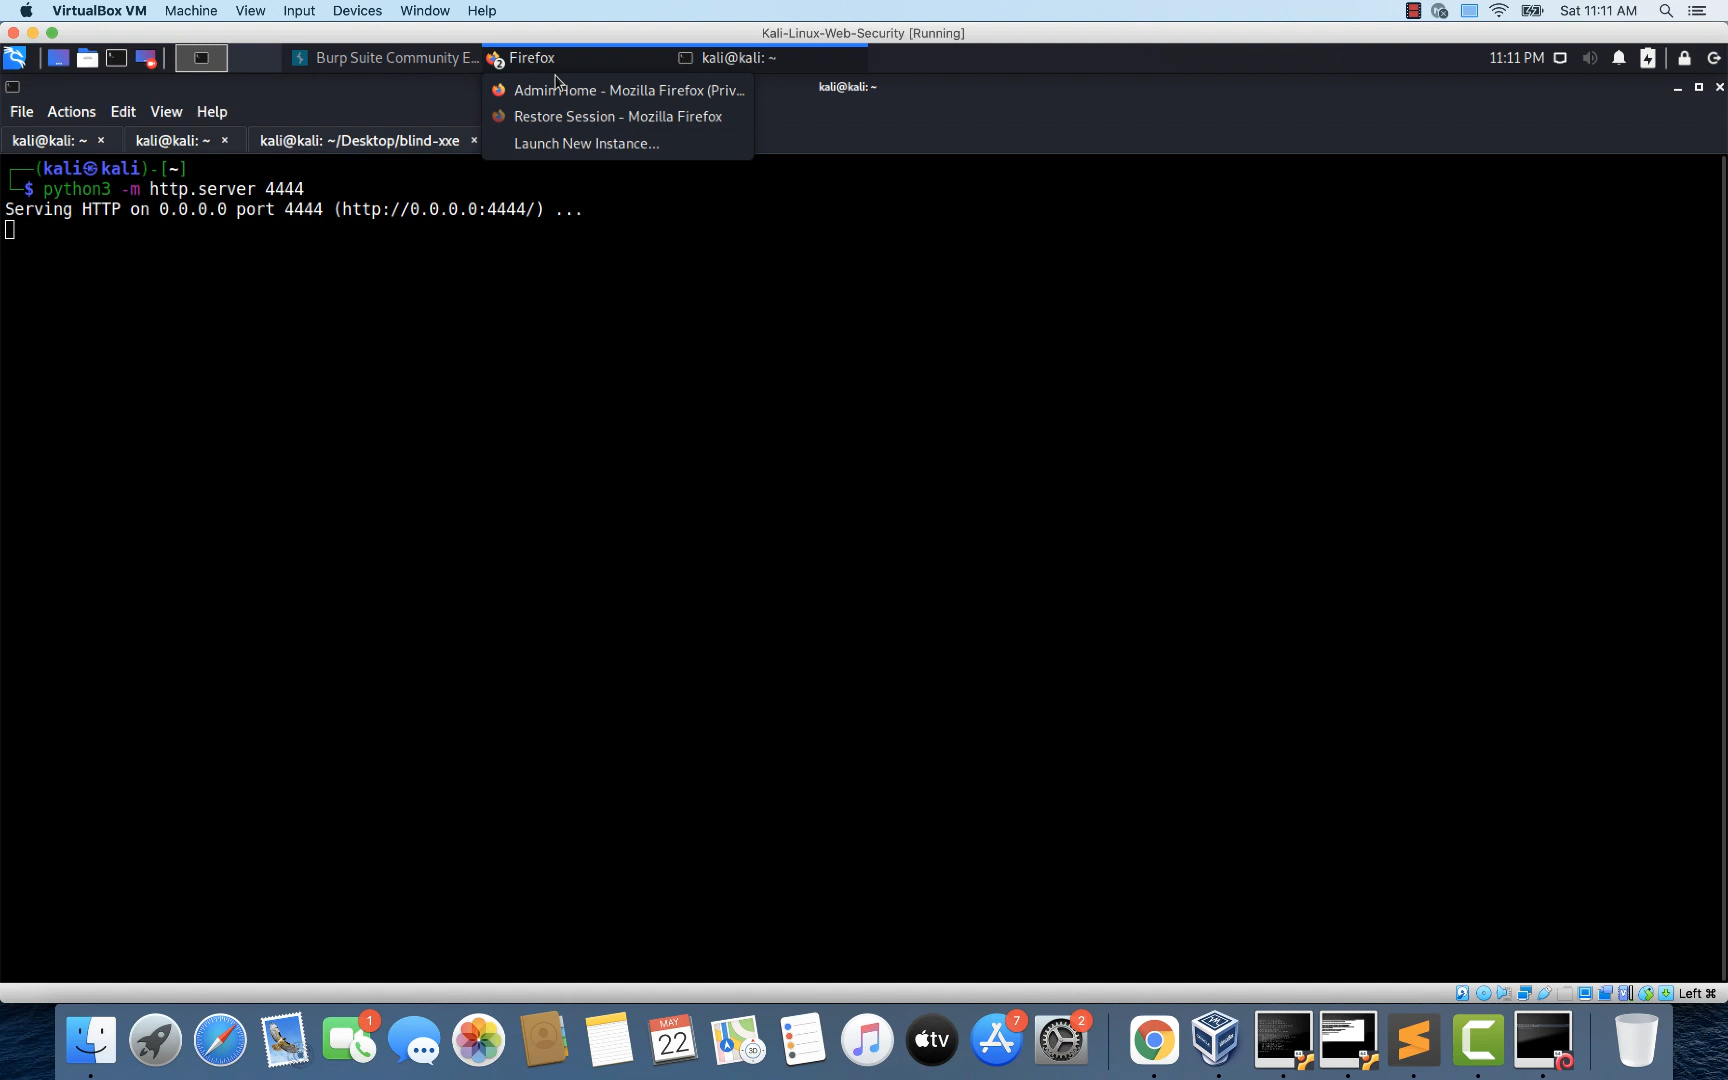 VirtualBox VM Machine View Input Devices Window Help Sat 11:11 AM
Kali-Linux-Web-Security [Running]
Burp Suite Community E... 2 Firefox kali@kali: ~ 11:11 PM
Admin Home - Mozilla Firefox (Priv...
kali@kali: ~
File Actions Edit View Help
Restore Session - Mozilla Firefox
kali@kali: ~ × kali@kali: ~ × kali@kali: ~/Desktop/blind-xxe ×
Launch New Instance...
(kali㉿kali)-[~]
$ python3 -m http.server 4444
Serving HTTP on 0.0.0.0 port 4444 (http://0.0.0.0:4444/) ...
Left ⌘
1 MAY 22 3D tv 7 2